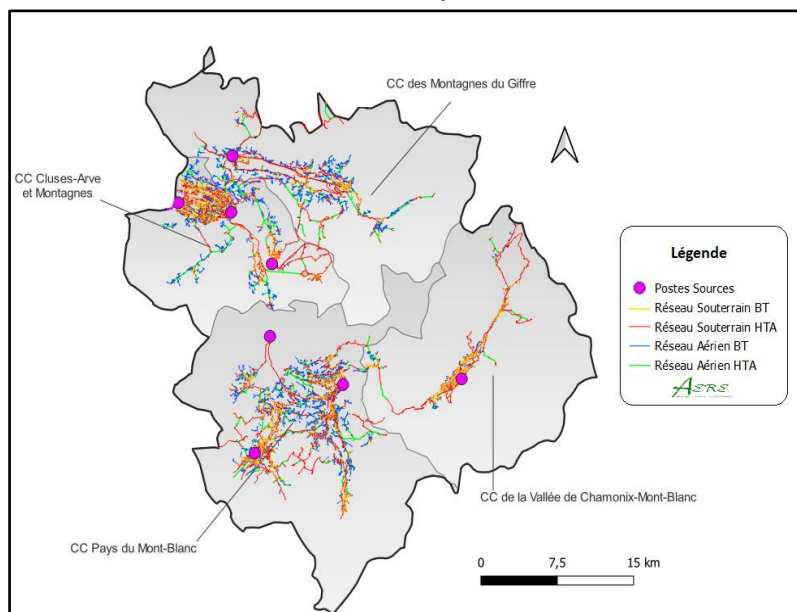 CC des Montagnes du Giffre
CC Cluses-Arve
et Montagnes
Légende
Postes Sources
Réseau Souterrain BT
Réseau Souterrain HTA
Réseau Aérien BT
Réseau Aérien HTA
AERE
CC de la Vallée de Chamonix-Mont-Blanc
CC Pays du Mont-Blanc
0 7,5 15 km